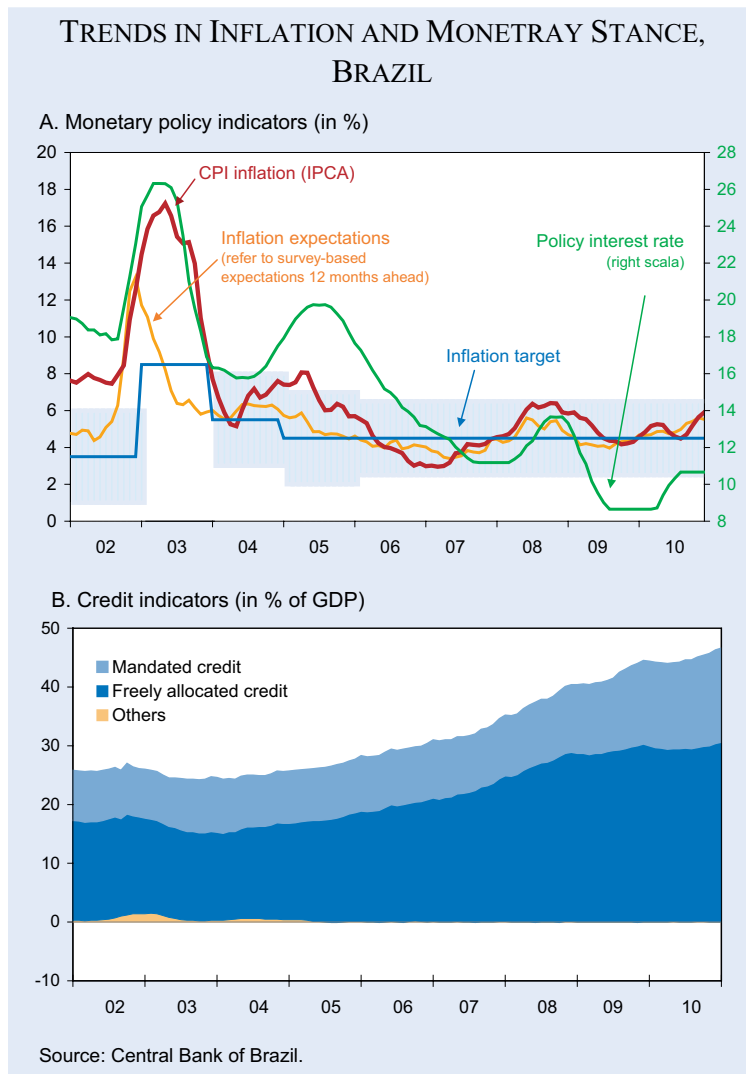 TRENDS IN INFLATION AND MONETRAY STANCE,
BRAZIL
A. Monetary policy indicators (in %)
20
18
16
14
12
10
8
6
4
2
0
28
26
24
22
20
18
16
14
12
10
8
CPI inflation (IPCA)
Inflation expectations
(refer to survey-based
expectations 12 months ahead)
Policy interest rate
(right scala)
Inflation target
02 03 04 05 06 07 08 09 10
B. Credit indicators (in % of GDP)
50
40
30
20
10
0
-10
Mandated credit
Freely allocated credit
Others
02 03 04 05 06 07 08 09 10
Source: Central Bank of Brazil.